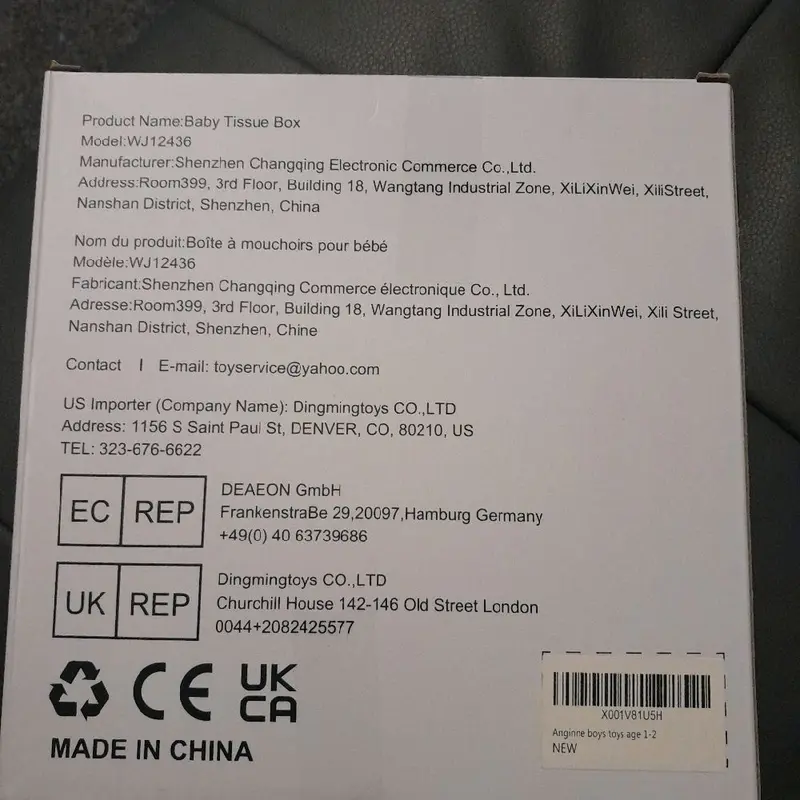 Product Name:Baby Tissue Box
Model:WJ12436
Manufacturer:Shenzhen Changqing Electronic Commerce Co.,Ltd.
Address:Room399, 3rd Floor, Building 18, Wangtang Industrial Zone, XiLiXinWei, XiliStreet,
Nanshan District, Shenzhen, China
Nom du produit:Boîte à mouchoirs pour bébé
Modèle:WJ12436
Fabricant:Shenzhen Changqing Commerce électronique Co., Ltd.
Adresse:Room399, 3rd Floor, Building 18, Wangtang Industrial Zone, XiLiXinWei, Xili Street,
Nanshan District, Shenzhen, Chine
Contact | E-mail: toyservice@yahoo.com
US Importer (Company Name): Dingmingtoys CO.,LTD
Address: 1156 S Saint Paul St, DENVER, CO, 80210, US
TEL: 323-676-6622
EC REP
DEAEON GmbH
FrankenstraBe 29,20097,Hamburg Germany
+49(0) 40 63739686
UK REP
Dingmingtoys CO.,LTD
Churchill House 142-146 Old Street London
0044+2082425577
CE UK
CA
MADE IN CHINA
X001V81U5H
Anginne boys toys age 1-2
NEW